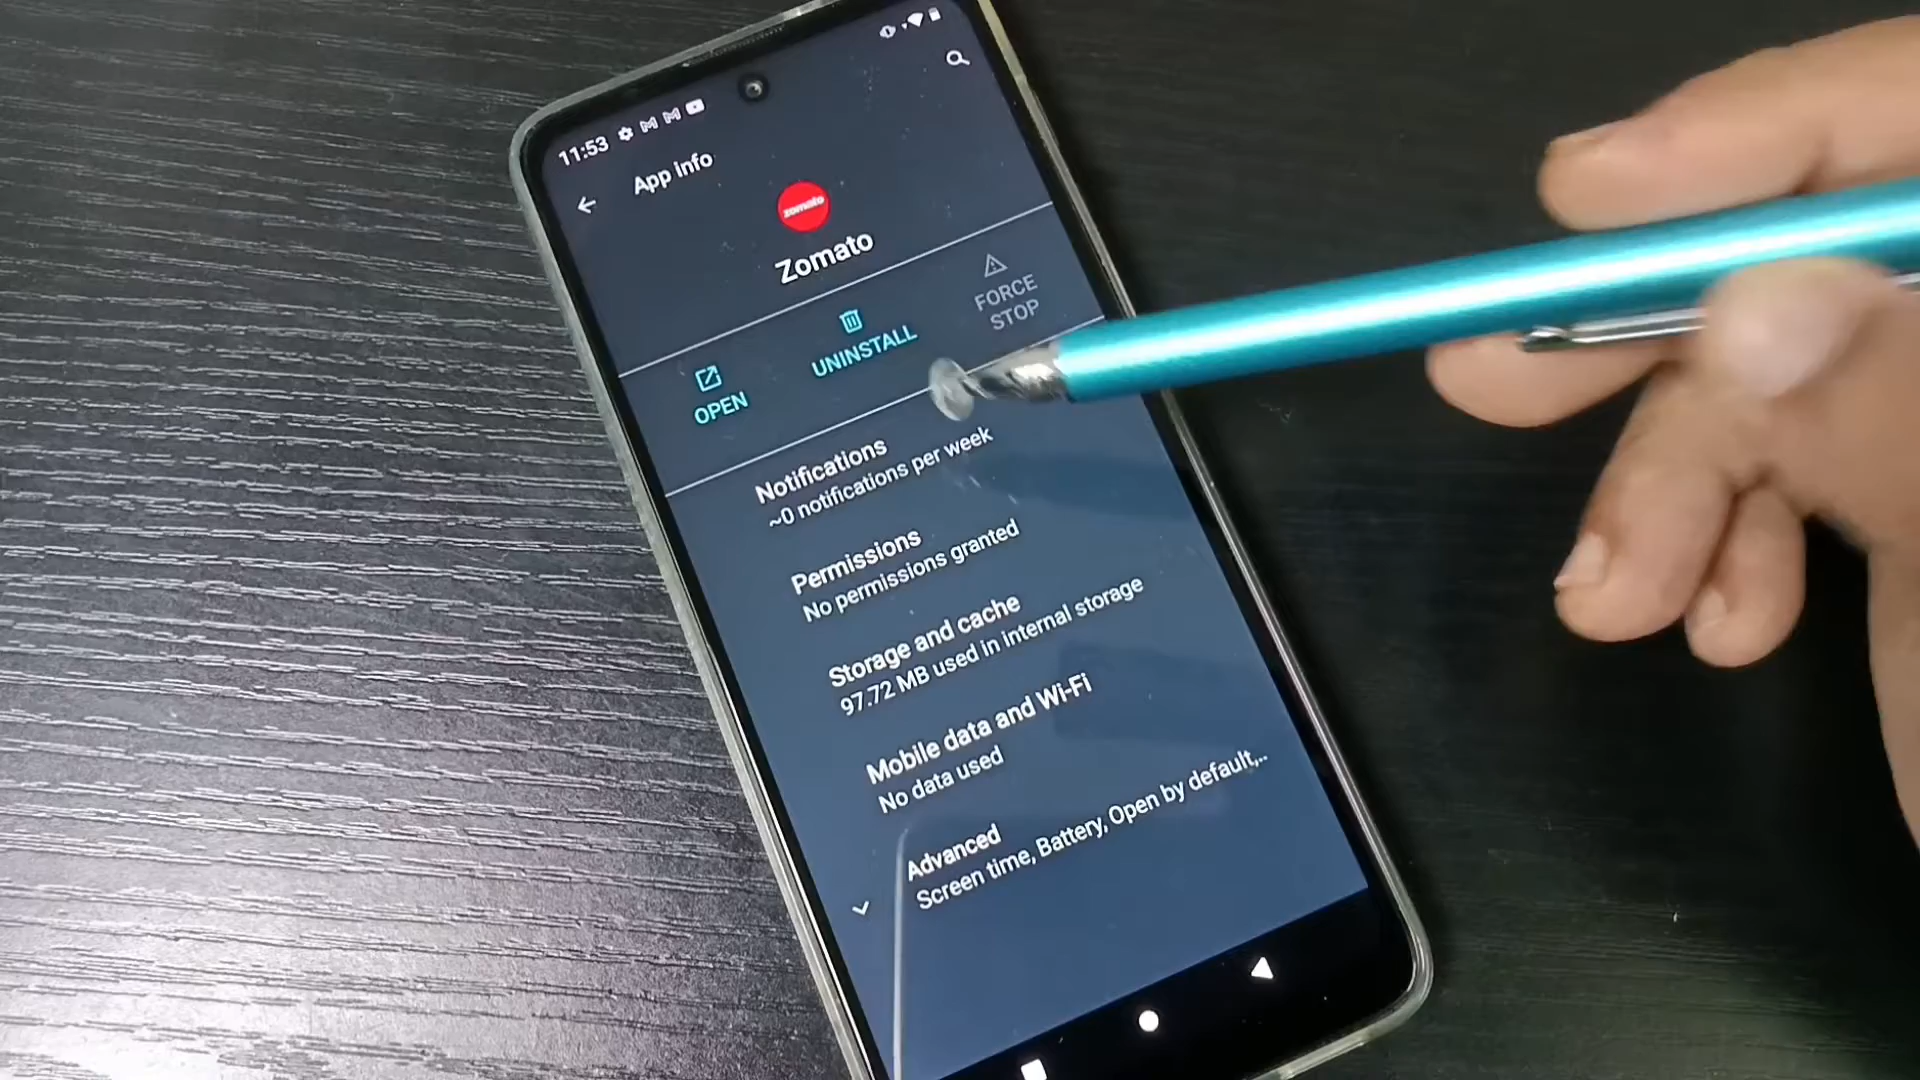 11:53
App info
zomato
Zomato
OPEN
UNINSTALL
FORCE
STOP
Notifications
~0 notifications per week
Permissions
No permissions granted
Storage and cache
97.72 MB used in internal storage
Mobile data and Wi-Fi
No data used
Advanced
Screen time, Battery, Open by default,..